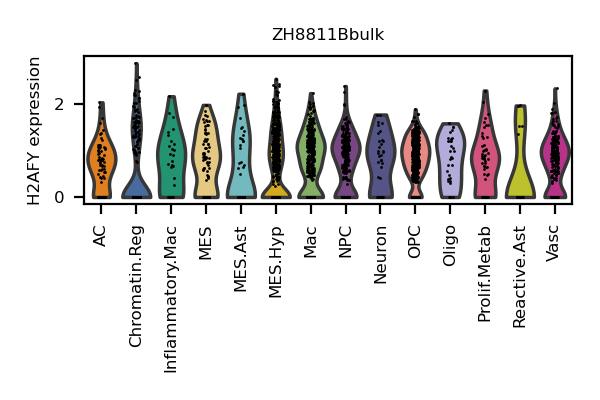 ZH8811Bbulk
H2AFY expression
2
0
AC
Chromatin.Reg
Inflammatory.Mac
MES
MES.Ast
MES.Hyp
Mac
NPC
Neuron
OPC
Oligo
Prolif.Metab
Reactive.Ast
Vasc